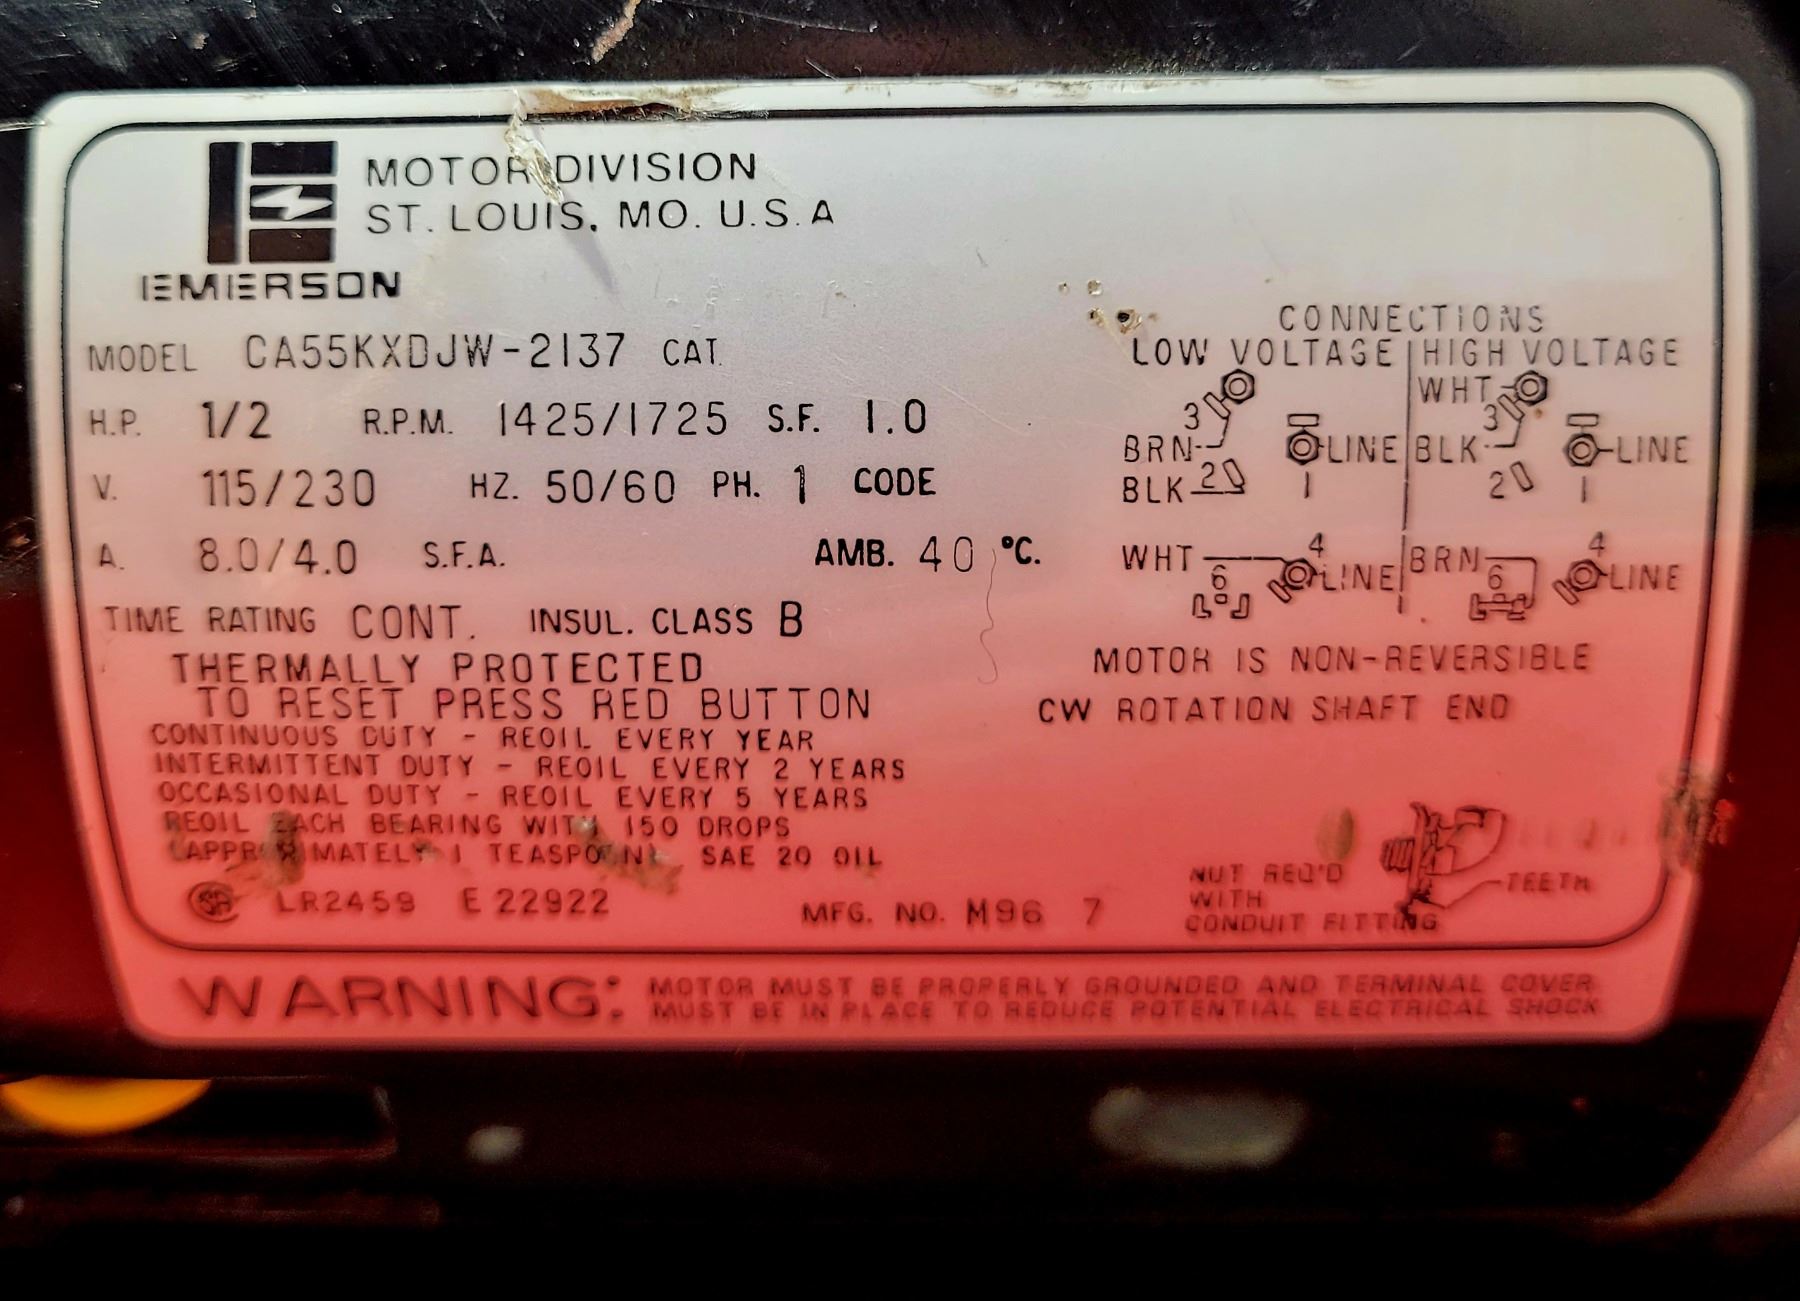 MOTOR DIVISION
ST. LOUIS, MO. U.S.A
EMERSON
MODEL CA55KXDJW-2137 CAT.
H.P. 1/2 R.P.M. 1425/1725 S.F. 1.0
V. 115/230 HZ. 50/60 PH. 1 CODE
A. 8.0/4.0 S.F.A. AMB. 40 °C.
TIME RATING CONT. INSUL. CLASS B
THERMALLY PROTECTED
TO RESET PRESS RED BUTTON
CONTINUOUS DUTY - REOIL EVERY YEAR
INTERMITTENT DUTY - REOIL EVERY 2 YEARS
OCCASIONAL DUTY - REOIL EVERY 5 YEARS
REOIL EACH BEARING WITH 150 DROPS
(APPROXIMATELY 1 TEASPOON) SAE 20 OIL
SA LR2459 E 22922
MFG. NO. M96 7
CONNECTIONS
LOW VOLTAGE HIGH VOLTAGE
WHT
3 3
BRN LINE BLK LINE
BLK 2 1 2 1
WHT 6 4 LINE BRN 6 4 LINE
MOTOR IS NON-REVERSIBLE
CW ROTATION SHAFT END
NUT REQ'D
WITH
CONDUIT FITTING
TEETH
WARNING: MOTOR MUST BE PROPERLY GROUNDED AND TERMINAL COVER
MUST BE IN PLACE TO REDUCE POTENTIAL ELECTRICAL SHOCK